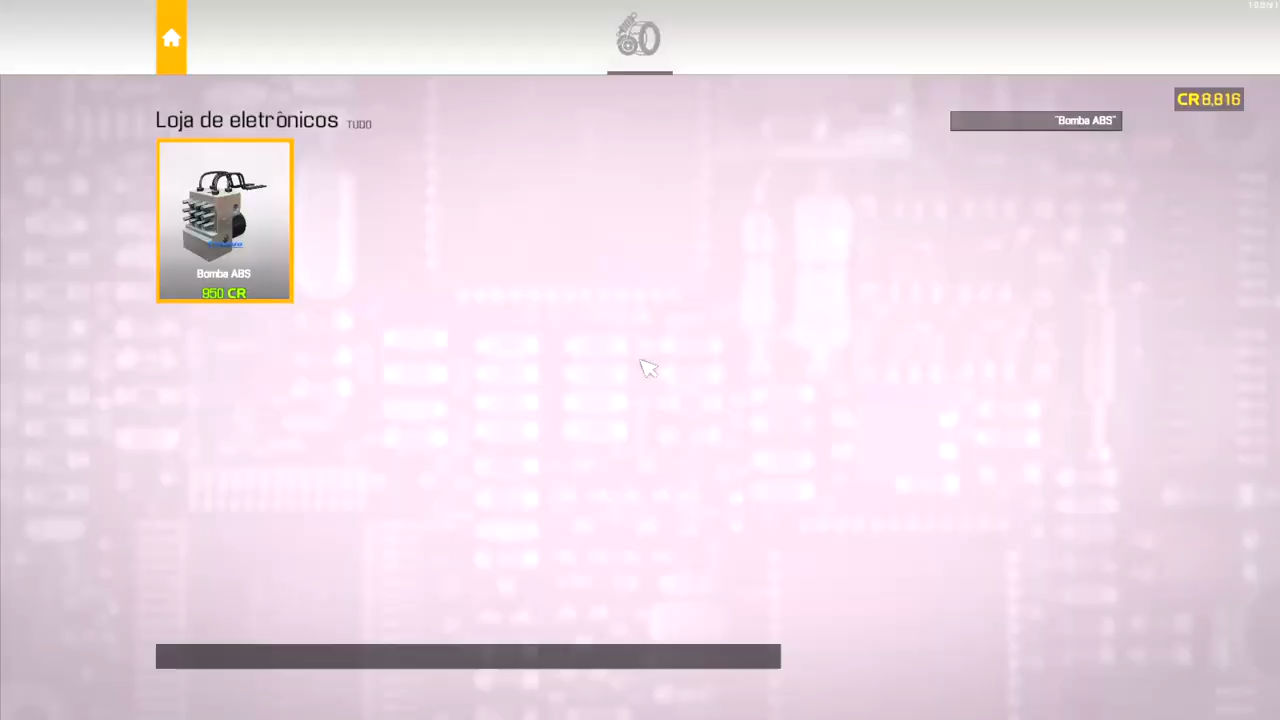 CR 8,816
Loja de eletrônicos TUDO
"Bomba ABS"
Bomba ABS
950 CR